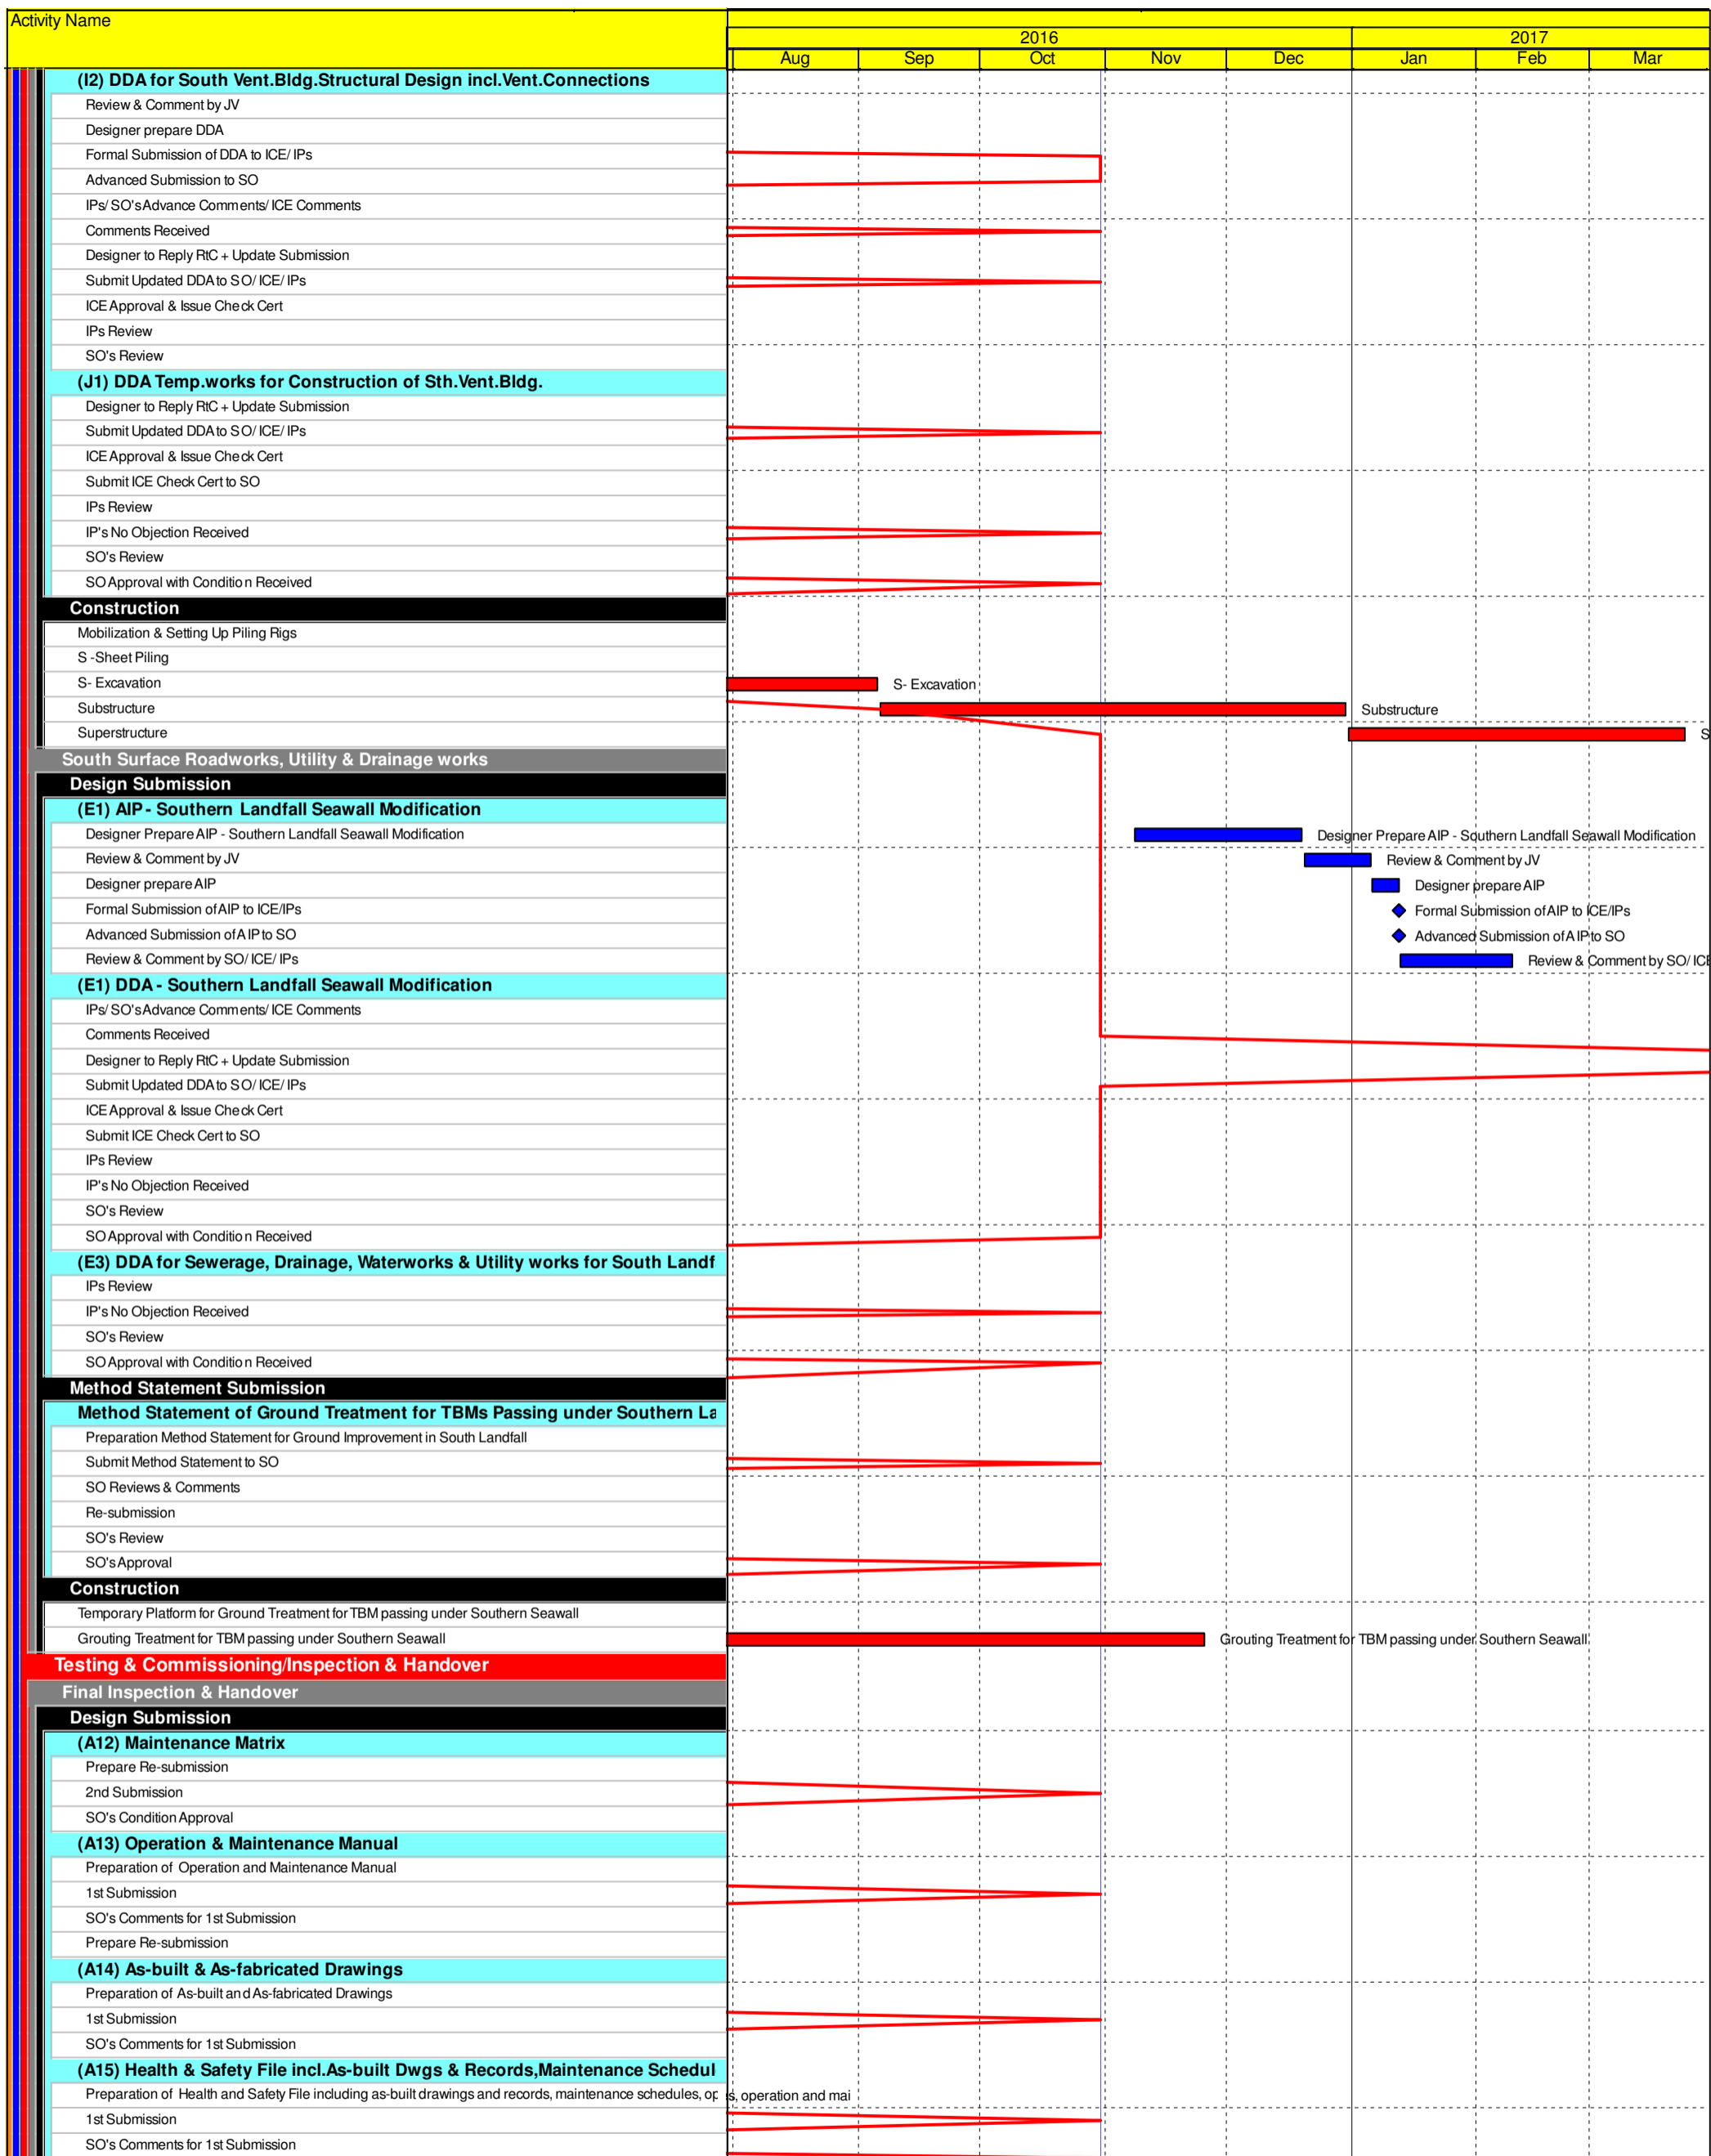 Activity Name
2016 2017
Aug Sep Oct Nov Dec Jan Feb Mar
(I2) DDA for South Vent.Bldg.Structural Design incl.Vent.Connections
Review & Comment by JV
Designer prepare DDA
Formal Submission of DDA to ICE/ IPs
Advanced Submission to SO
IPs/ SO's Advance Comments/ ICE Comments
Comments Received
Designer to Reply RtC + Update Submission
Submit Updated DDA to SO/ ICE/ IPs
ICE Approval & Issue Check Cert
IPs Review
SO's Review
(J1) DDA Temp.works for Construction of Sth.Vent.Bldg.
Designer to Reply RtC + Update Submission
Submit Updated DDA to SO/ ICE/ IPs
ICE Approval & Issue Check Cert
Submit ICE Check Cert to SO
IPs Review
IP's No Objection Received
SO's Review
SO Approval with Condition Received
Construction
Mobilization & Setting Up Piling Rigs
S -Sheet Piling
S- Excavation S- Excavation
Substructure Substructure
Superstructure S
South Surface Roadworks, Utility & Drainage works
Design Submission
(E1) AIP - Southern Landfall Seawall Modification
Designer Prepare AIP - Southern Landfall Seawall Modification Designer Prepare AIP - Southern Landfall Seawall Modification
Review & Comment by JV Review & Comment by JV
Designer prepare AIP Designer prepare AIP
Formal Submission of AIP to ICE/IPs Formal Submission of AIP to ICE/IPs
Advanced Submission of AIP to SO Advanced Submission of AIP to SO
Review & Comment by SO/ ICE/ IPs Review & Comment by SO/ ICE
(E1) DDA - Southern Landfall Seawall Modification
IPs/ SO's Advance Comments/ ICE Comments
Comments Received
Designer to Reply RtC + Update Submission
Submit Updated DDA to SO/ ICE/ IPs
ICE Approval & Issue Check Cert
Submit ICE Check Cert to SO
IPs Review
IP's No Objection Received
SO's Review
SO Approval with Condition Received
(E3) DDA for Sewerage, Drainage, Waterworks & Utility works for South Landf
IPs Review
IP's No Objection Received
SO's Review
SO Approval with Condition Received
Method Statement Submission
Method Statement of Ground Treatment for TBMs Passing under Southern La
Preparation Method Statement for Ground Improvement in South Landfall
Submit Method Statement to SO
SO Reviews & Comments
Re-submission
SO's Review
SO's Approval
Construction
Temporary Platform for Ground Treatment for TBM passing under Southern Seawall
Grouting Treatment for TBM passing under Southern Seawall Grouting Treatment for TBM passing under Southern Seawall
Testing & Commissioning/Inspection & Handover
Final Inspection & Handover
Design Submission
(A12) Maintenance Matrix
Prepare Re-submission
2nd Submission
SO's Condition Approval
(A13) Operation & Maintenance Manual
Preparation of Operation and Maintenance Manual
1st Submission
SO's Comments for 1st Submission
Prepare Re-submission
(A14) As-built & As-fabricated Drawings
Preparation of As-built and As-fabricated Drawings
1st Submission
SO's Comments for 1st Submission
(A15) Health & Safety File incl.As-built Dwgs & Records,Maintenance Schedul
Preparation of Health and Safety File including as-built drawings and records, maintenance schedules, op s, operation and mai
1st Submission
SO's Comments for 1st Submission